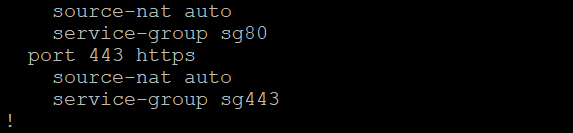 source-nat auto
service-group sg80
port 443 https
source-nat auto
service-group sg443
!